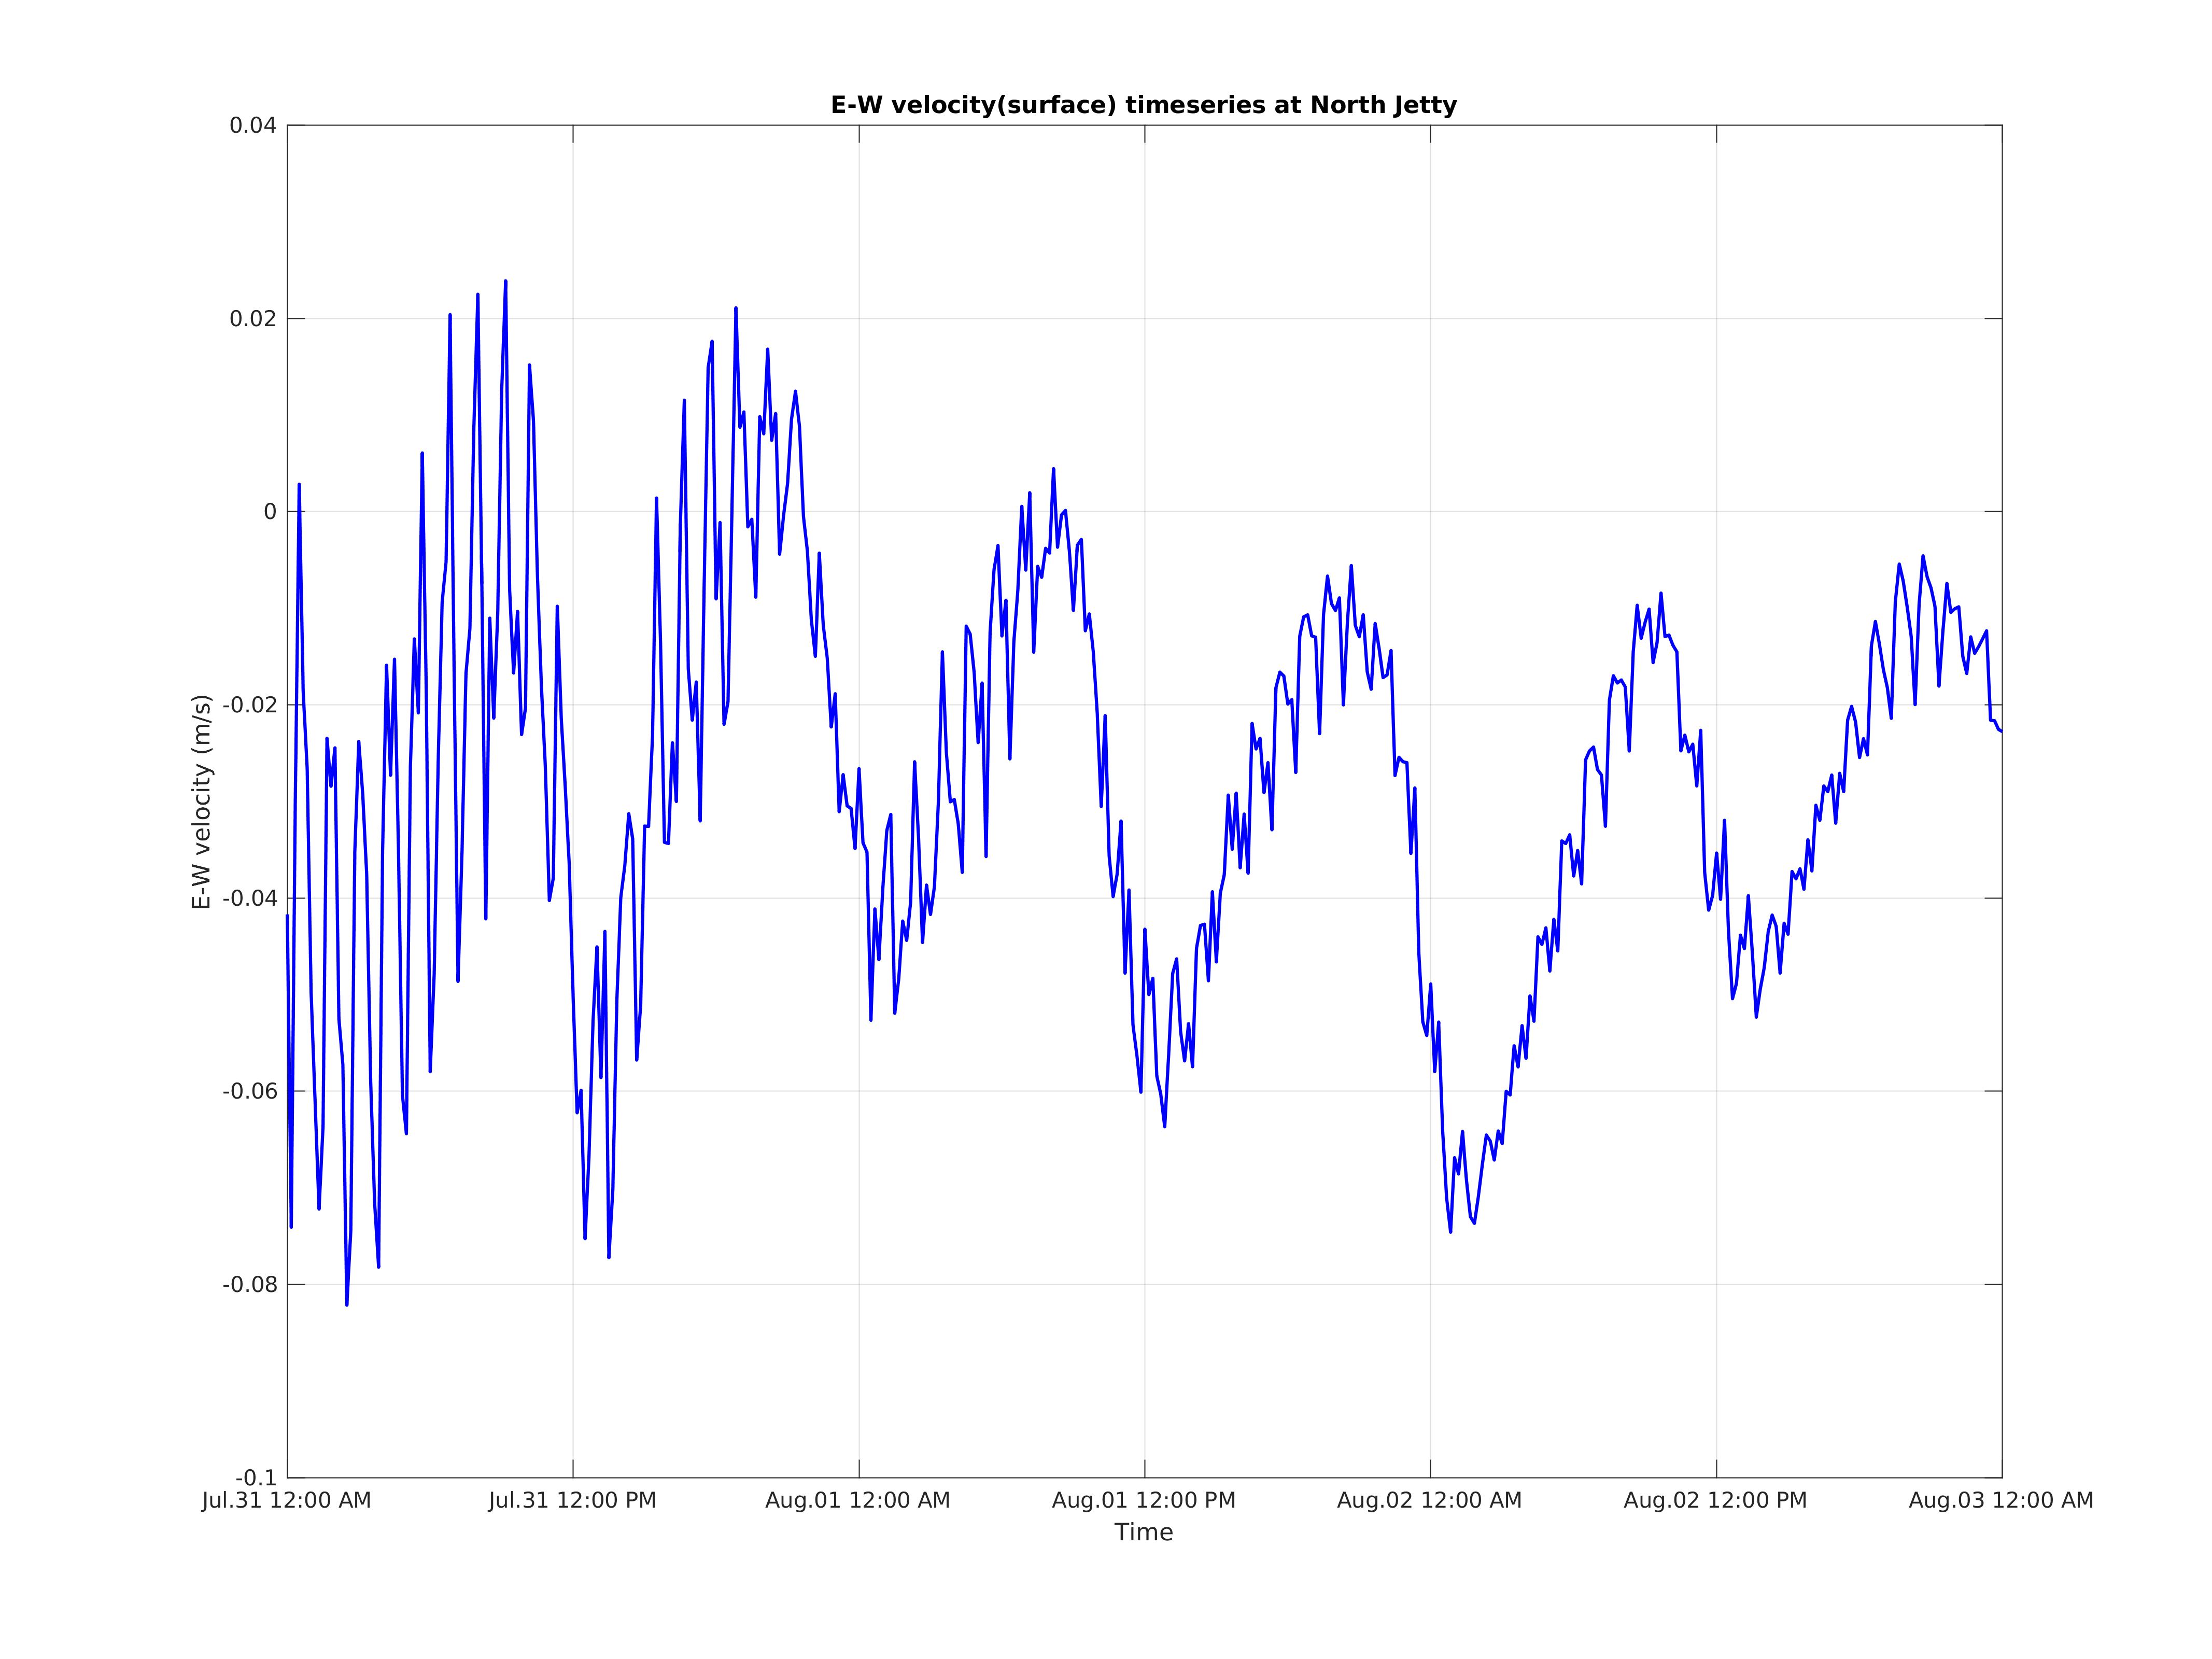 E-W velocity(surface) timeseries at North Jetty
0.04
0.02
0
-0.02
-0.04
-0.06
-0.08
-0.1
E-W velocity (m/s)
Jul.31 12:00 AM Jul.31 12:00 PM Aug.01 12:00 AM Aug.01 12:00 PM Aug.02 12:00 AM Aug.02 12:00 PM Aug.03 12:00 AM
Time